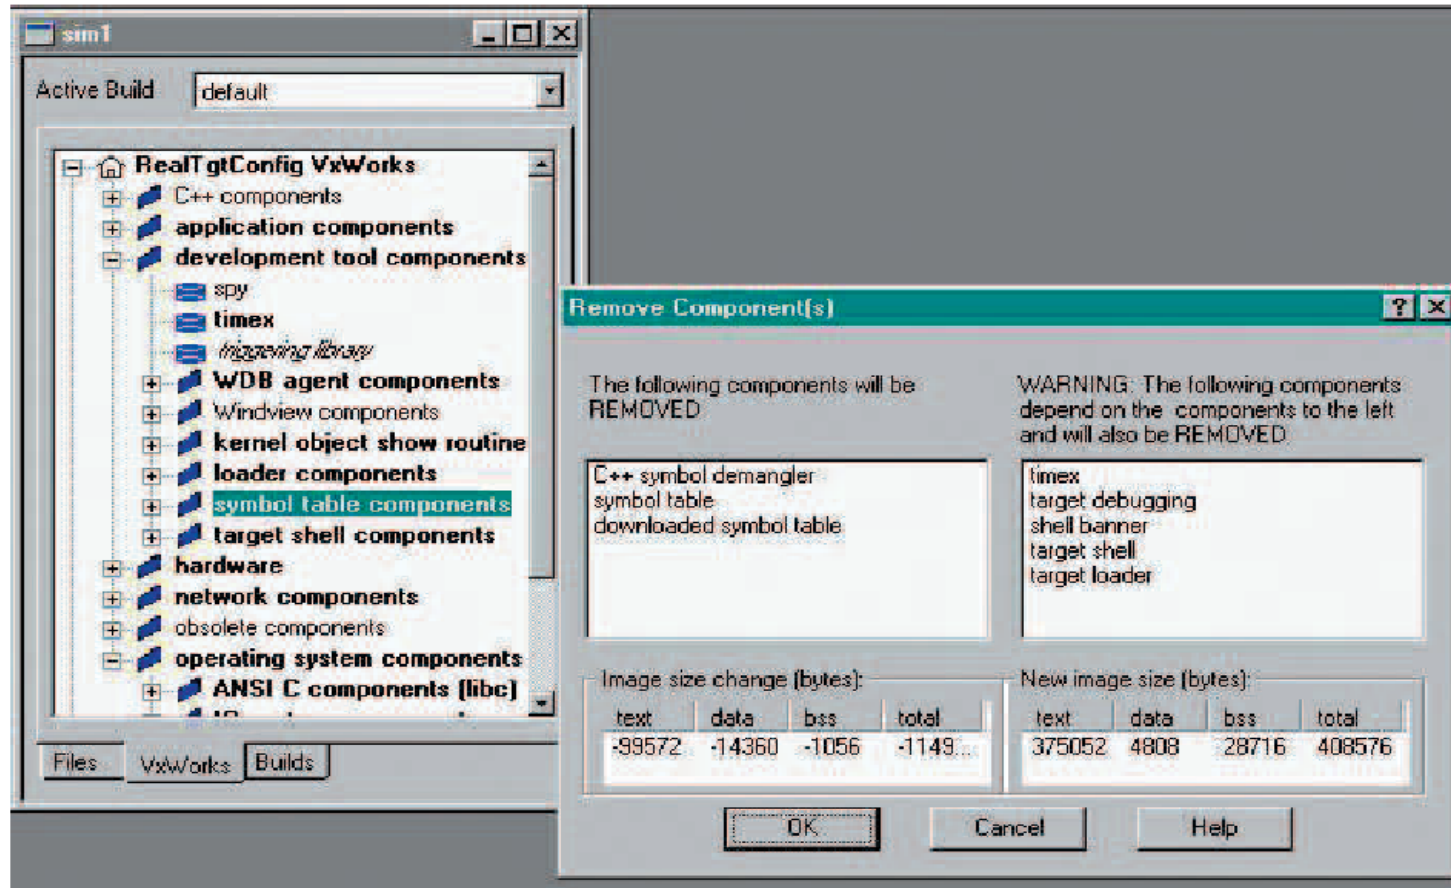 sim1
Active Build
default
RealTgtConfig VxWorks
C++ components
application components
development tool components
spy
timex
triggering library
WDB agent components
Windview components
kernel object show routine
loader components
symbol table components
target shell components
hardware
network components
obsolete components
operating system components
ANSI C components (libc)
Files
VxWorks
Builds
Remove Component(s)
The following components will be
REMOVED
C++ symbol demangler
symbol table
downloaded symbol table
WARNING: The following components
depend on the components to the left
and will also be REMOVED
timex
target debugging
shell banner
target shell
target loader
Image size change (bytes):
text data bss total
-99572 -14360 -1056 -1149...
New image size (bytes):
text data bss total
375052 4808 28716 408576
OK
Cancel
Help